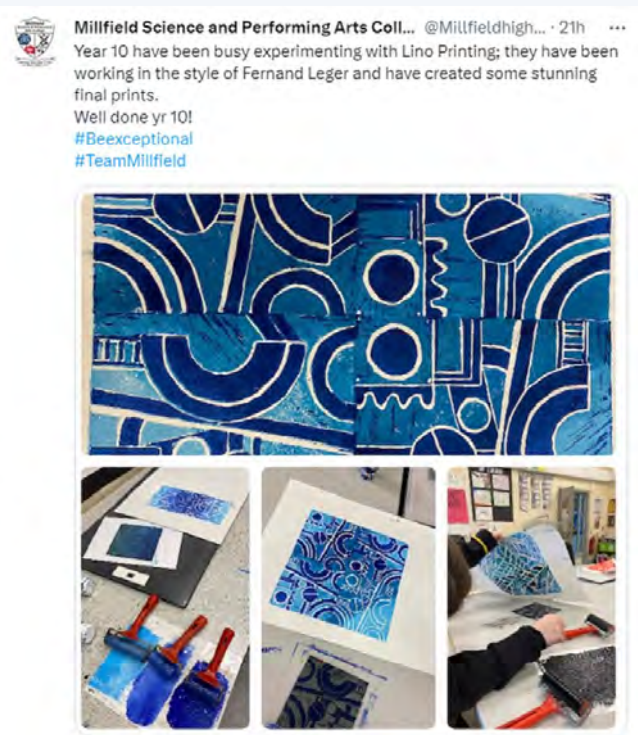 Millfield Science and Performing Arts Coll... @Millfieldhigh... · 21h
Year 10 have been busy experimenting with Lino Printing; they have been
working in the style of Fernand Leger and have created some stunning
final prints.
Well done yr 10!
#Beexceptional
#TeamMillfield